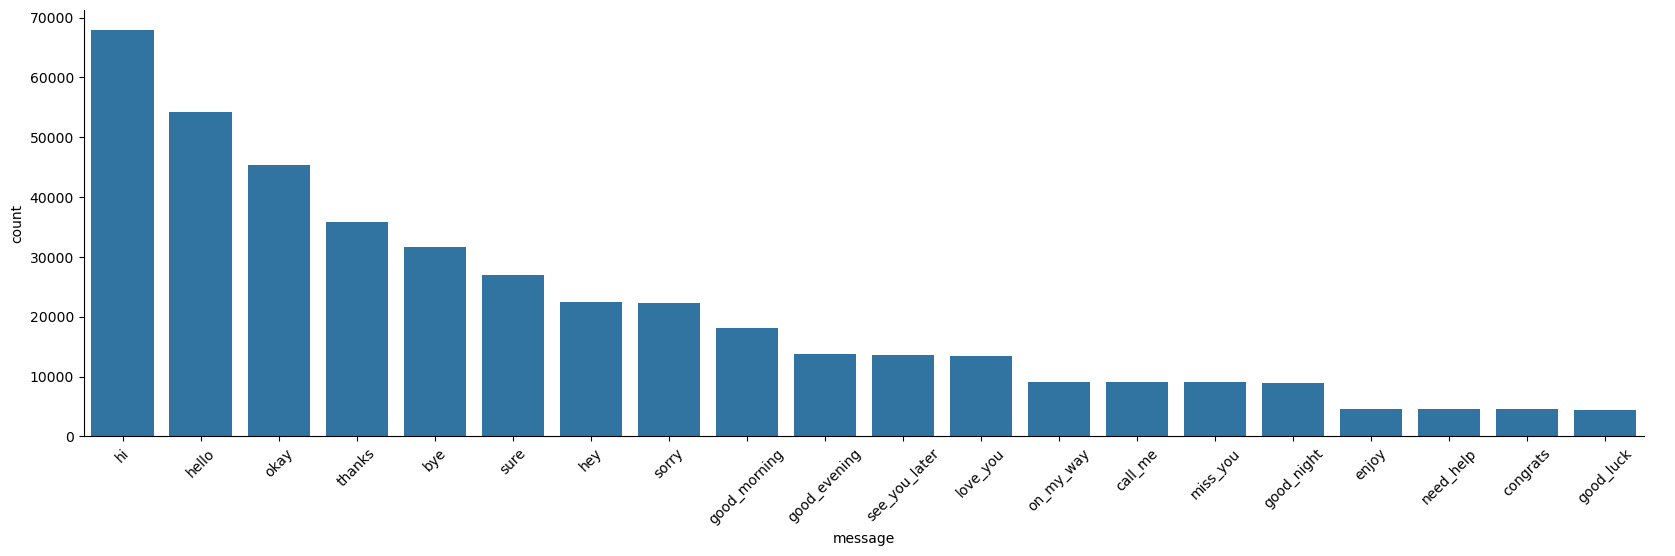 count
70000
60000
50000
40000
30000
20000
10000
0
hi
hello
okay
thanks
bye
sure
hey
sorry
good_morning
good_evening
see_you_later
love_you
on_my_way
call_me
miss_you
good_night
enjoy
need_help
congrats
good_luck
message